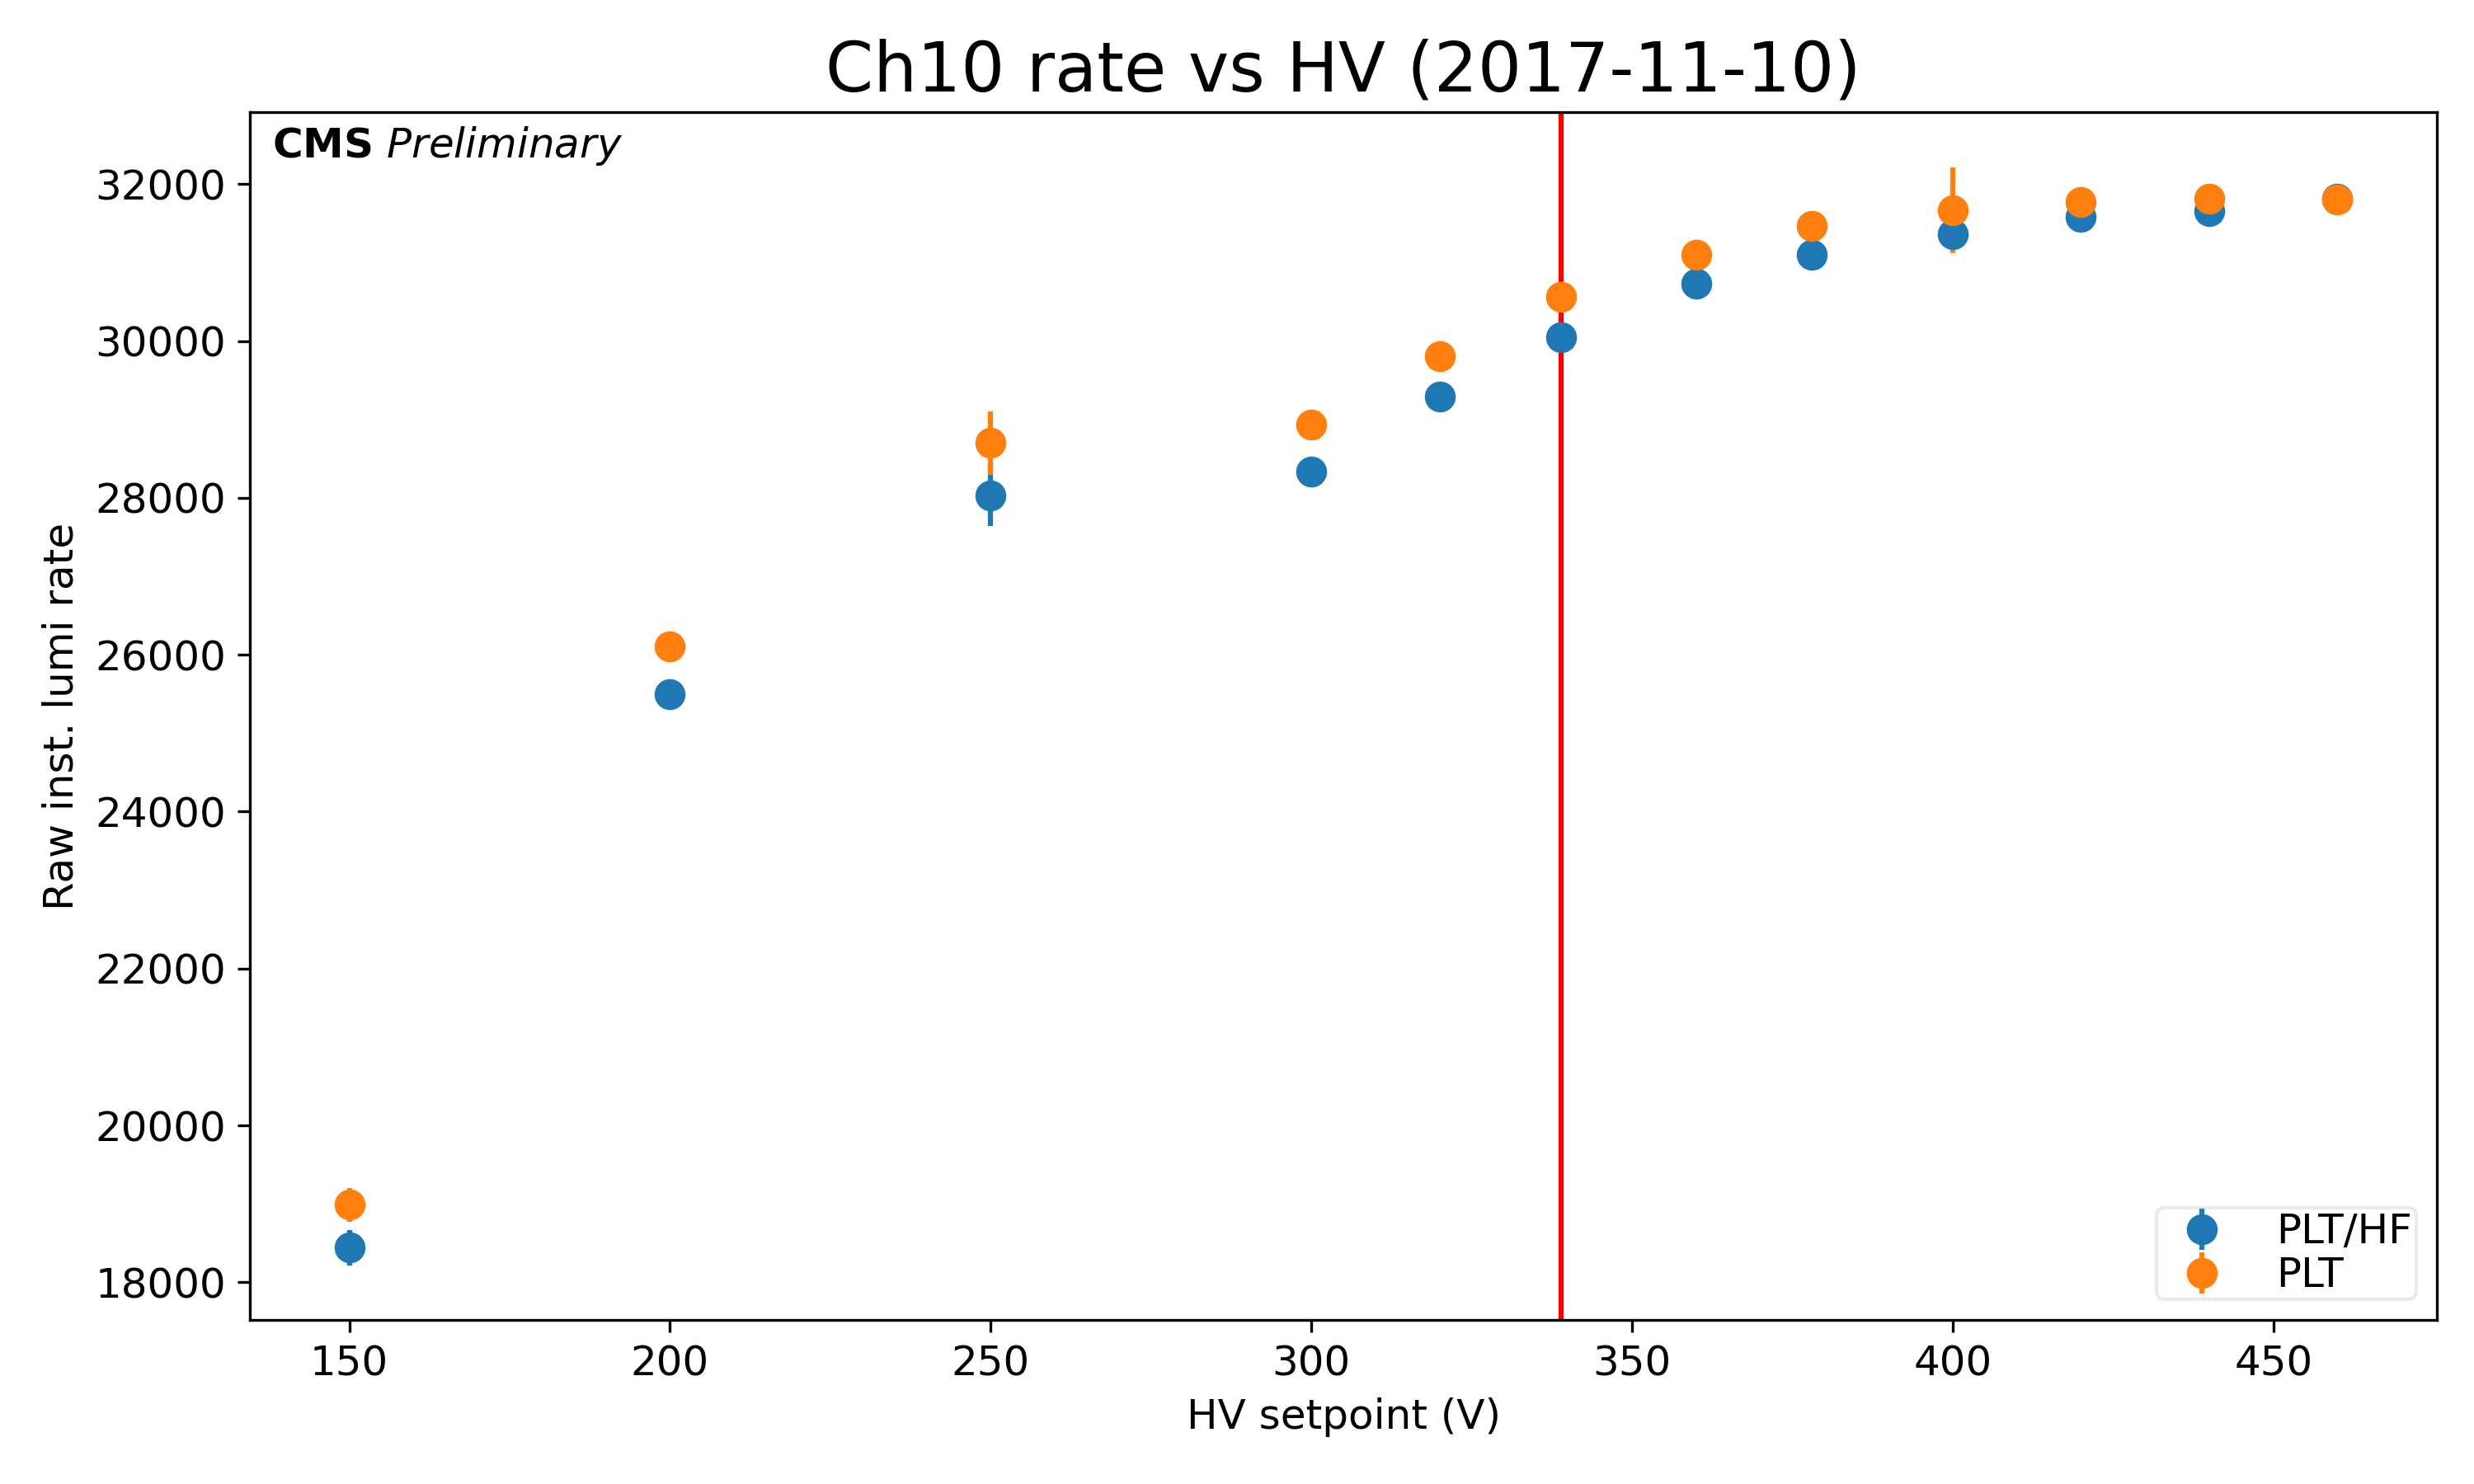 Ch10 rate vs HV (2017-11-10)
CMS Preliminary
32000
30000
28000
26000
24000
22000
20000
18000
Raw inst. lumi rate
PLT/HF
PLT
150 200 250 300 350 400 450
HV setpoint (V)